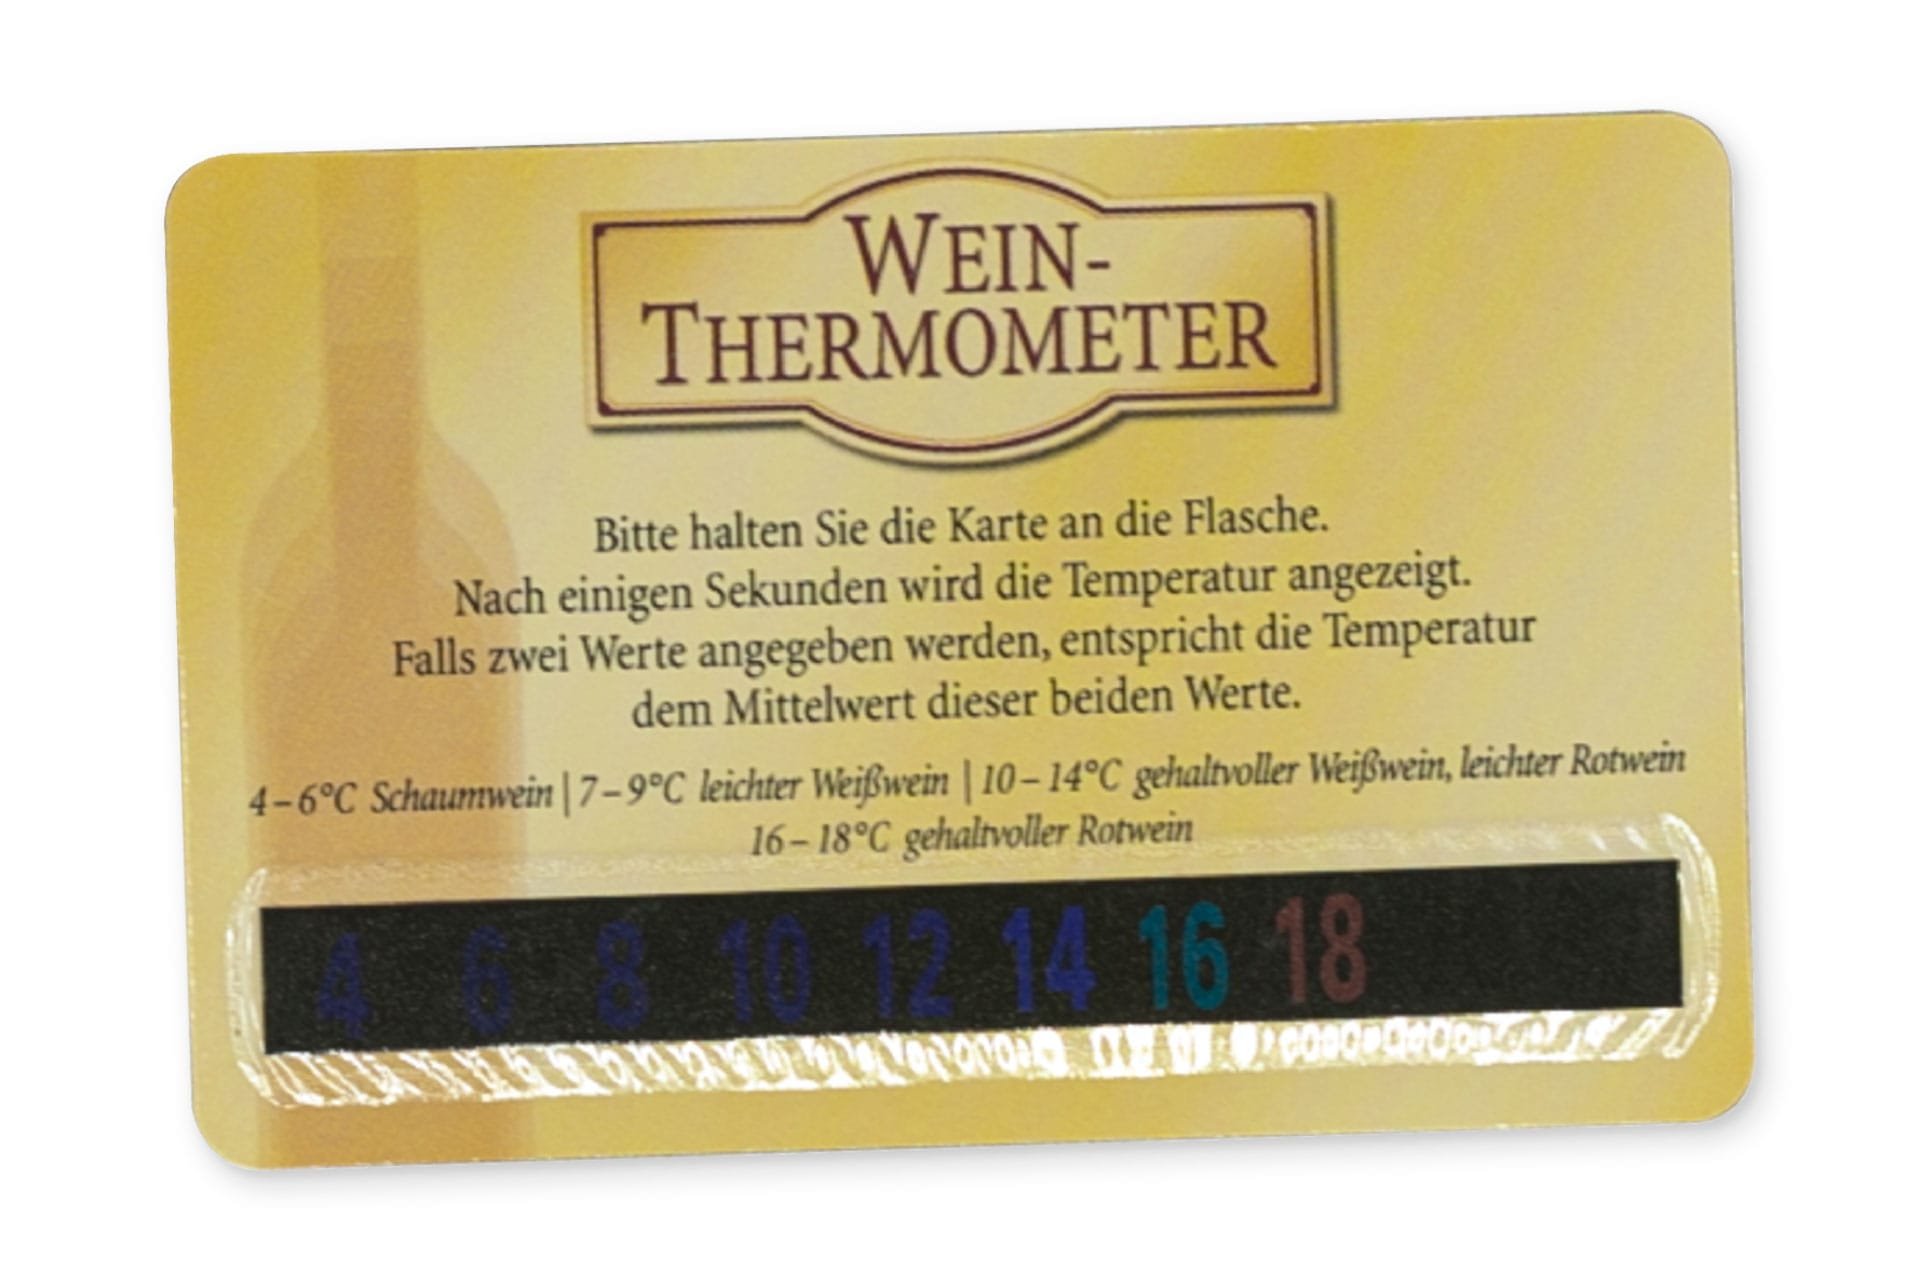 WEIN-
THERMOMETER
Bitte halten Sie die Karte an die Flasche.
Nach einigen Sekunden wird die Temperatur angezeigt.
Falls zwei Werte angegeben werden, entspricht die Temperatur
dem Mittelwert dieser beiden Werte.
4–6°C Schaumwein | 7–9°C leichter Weißwein | 10–14°C gehaltvoller Weißwein, leichter Rotwein
16–18°C gehaltvoller Rotwein
4 6 8 10 12 14 16 18